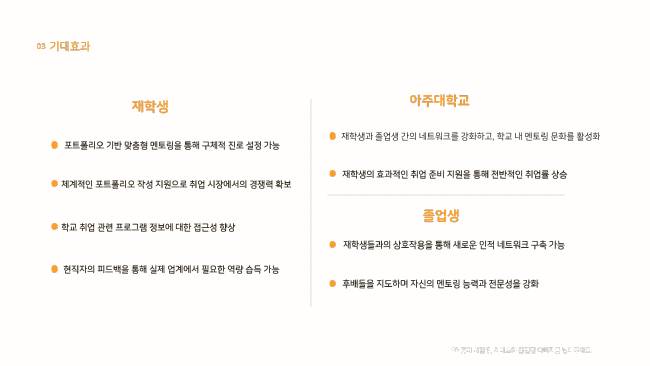 03 기대효과
재학생
포트폴리오 기반 맞춤형 멘토링을 통해 구체적 진로 설정 가능
체계적인 포트폴리오 작성 지원으로 취업 시장에서의 경쟁력 확보
학교 취업 관련 프로그램 정보에 대한 접근성 향상
현직자의 피드백을 통해 실제 업계에서 필요한 역량 습득 가능
아주대학교
재학생과 졸업생 간의 네트워크를 강화하고, 학교 내 멘토링 문화를 활성화
재학생의 효과적인 취업 준비 지원을 통해 전반적인 취업률 상승
졸업생
재학생들과의 상호작용을 통해 새로운 인적 네트워크 구축 가능
후배들을 지도하며 자신의 멘토링 능력과 전문성을 강화